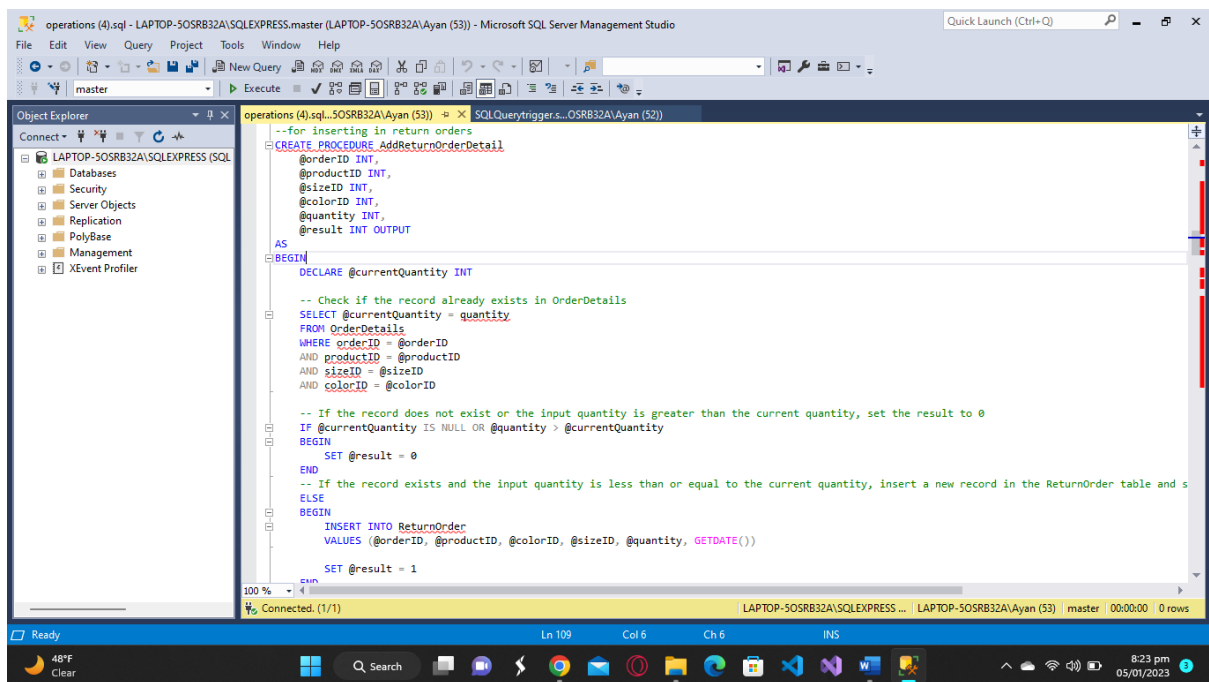 operations (4).sql - LAPTOP-5OSRB32A\SQLEXPRESS.master (LAPTOP-5OSRB32A\Ayan (53)) - Microsoft SQL Server Management Studio
Quick Launch (Ctrl+Q)
File Edit View Query Project Tools Window Help
New Query
master
Execute
Object Explorer
operations (4).sql...5OSRB32A\Ayan (53))
SQLQuerytrigger.s...OSRB32A\Ayan (52))
Connect
LAPTOP-5OSRB32A\SQLEXPRESS (SQL
Databases
Security
Server Objects
Replication
PolyBase
Management
XEvent Profiler
--for inserting in return orders
CREATE PROCEDURE AddReturnOrderDetail
@orderID INT,
@productID INT,
@sizeID INT,
@colorID INT,
@quantity INT,
@result INT OUTPUT
AS
BEGIN
DECLARE @currentQuantity INT
-- Check if the record already exists in OrderDetails
SELECT @currentQuantity = quantity
FROM OrderDetails
WHERE orderID = @orderID
AND productID = @productID
AND sizeID = @sizeID
AND colorID = @colorID
-- If the record does not exist or the input quantity is greater than the current quantity, set the result to 0
IF @currentQuantity IS NULL OR @quantity > @currentQuantity
BEGIN
SET @result = 0
END
-- If the record exists and the input quantity is less than or equal to the current quantity, insert a new record in the ReturnOrder table and s
ELSE
BEGIN
INSERT INTO ReturnOrder
VALUES (@orderID, @productID, @colorID, @sizeID, @quantity, GETDATE())
SET @result = 1
END
100 %
Connected. (1/1)
LAPTOP-5OSRB32A\SQLEXPRESS ... LAPTOP-5OSRB32A\Ayan (53) master 00:00:00 0 rows
Ready
Ln 109 Col 6 Ch 6 INS
48°F
Clear
Search
8:23 pm
05/01/2023
3